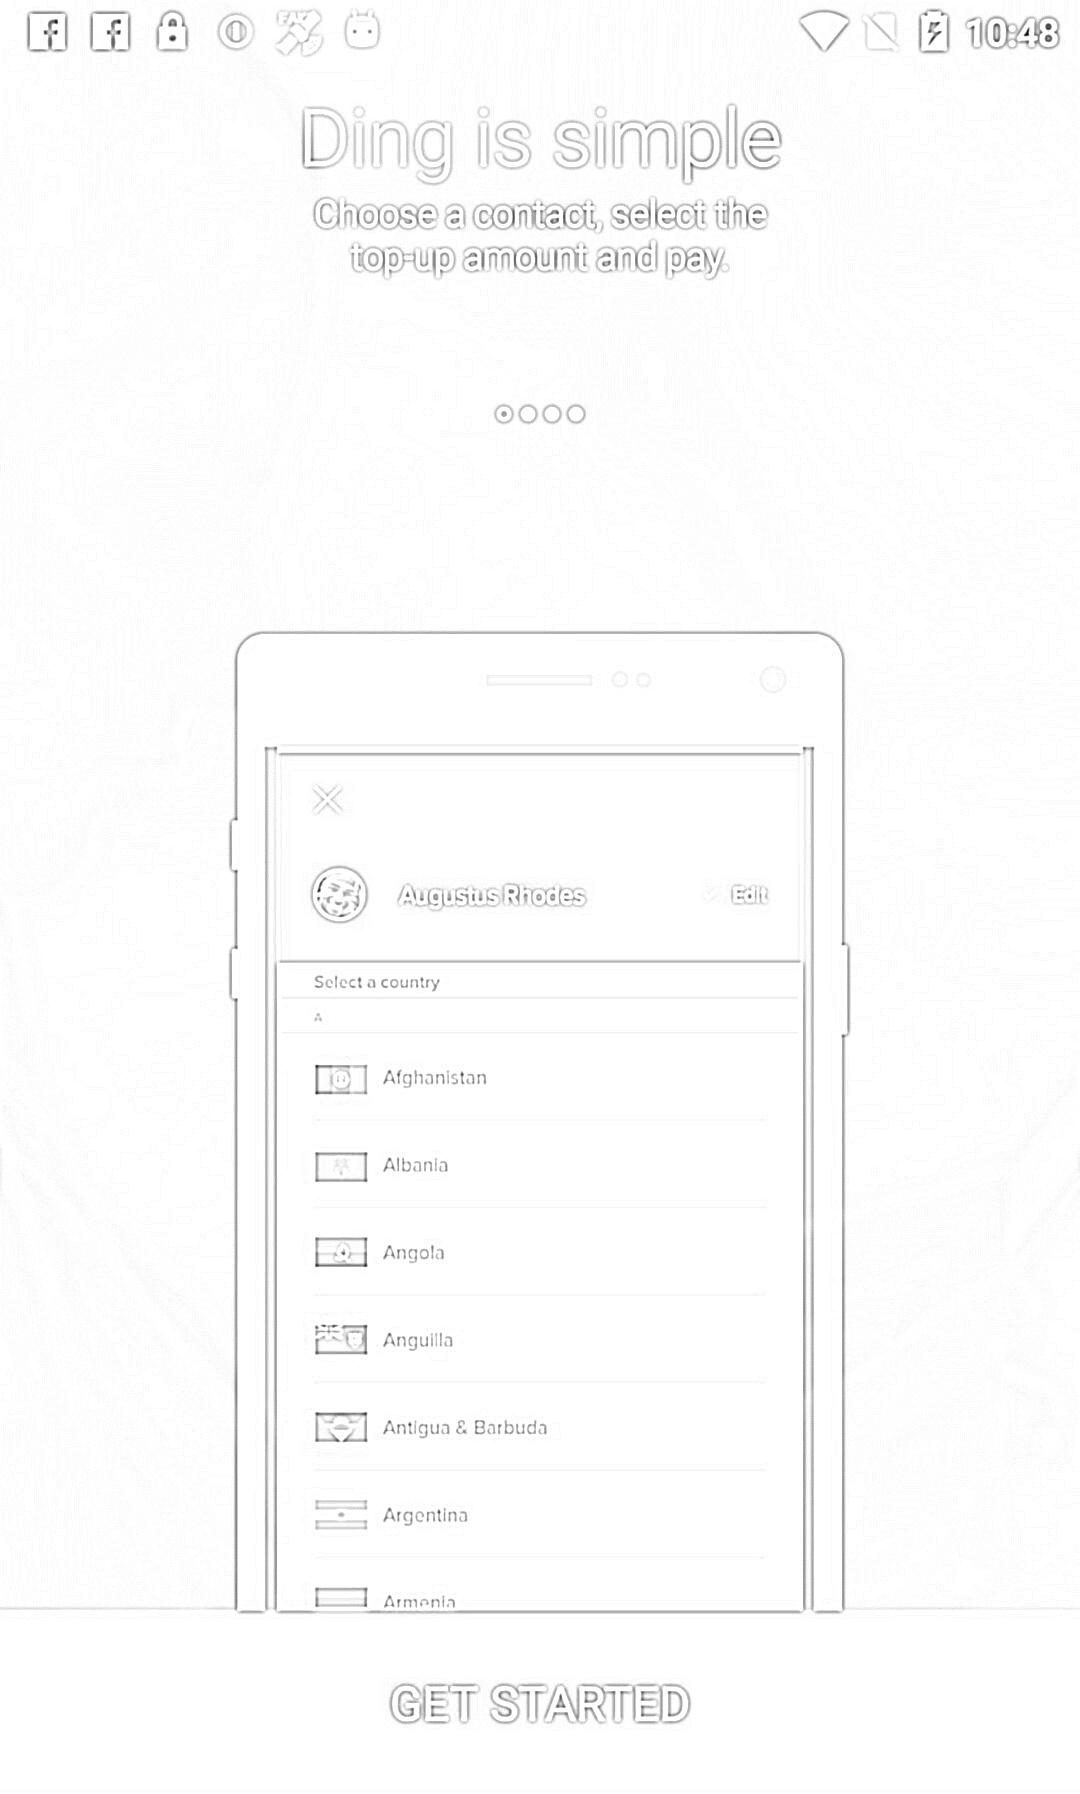 10:48
Ding is simple
Choose a contact, select the
top-up amount and pay.
Augustus Rhodes
Edit
Select a country
A
Afghanistan
Albania
Angola
Anguilla
Antigua & Barbuda
Argentina
Armenia
GET STARTED